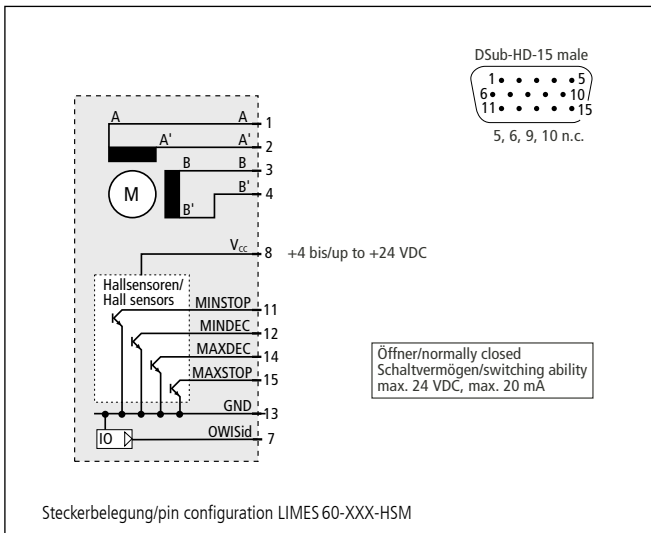 DSub-HD-15 male
1 5
6 10
11 15
5, 6, 9, 10 n.c.
A A 1
A' A' 2
B B 3
M
B' B' 4
Vcc 8 +4 bis/up to +24 VDC
Hallsensoren/
Hall sensors
MINSTOP 11
MINDEC 12
MAXDEC 14
MAXSTOP 15
GND 13
IO OWISid 7
Öffner/normally closed
Schaltvermögen/switching ability
max. 24 VDC, max. 20 mA
Steckerbelegung/pin configuration LIMES 60-XXX-HSM